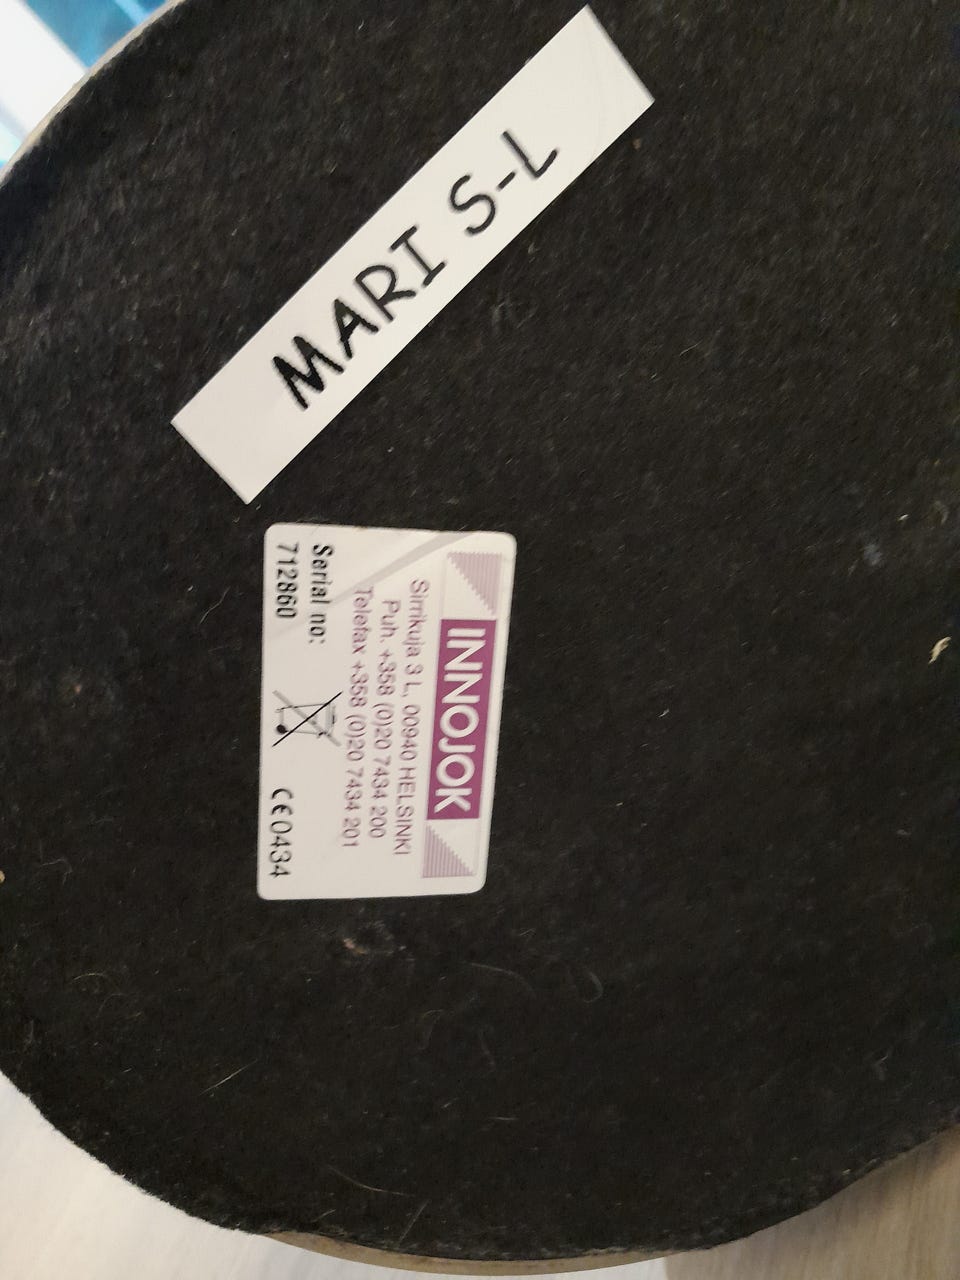 MARI S-L
INNOJOK
Sirrikuja 3 L, 00940 HELSINKI
Puh. +358 (0)20 7434 200
Telefax +358 (0)20 7434 201
Serial no:
712860
CE0434